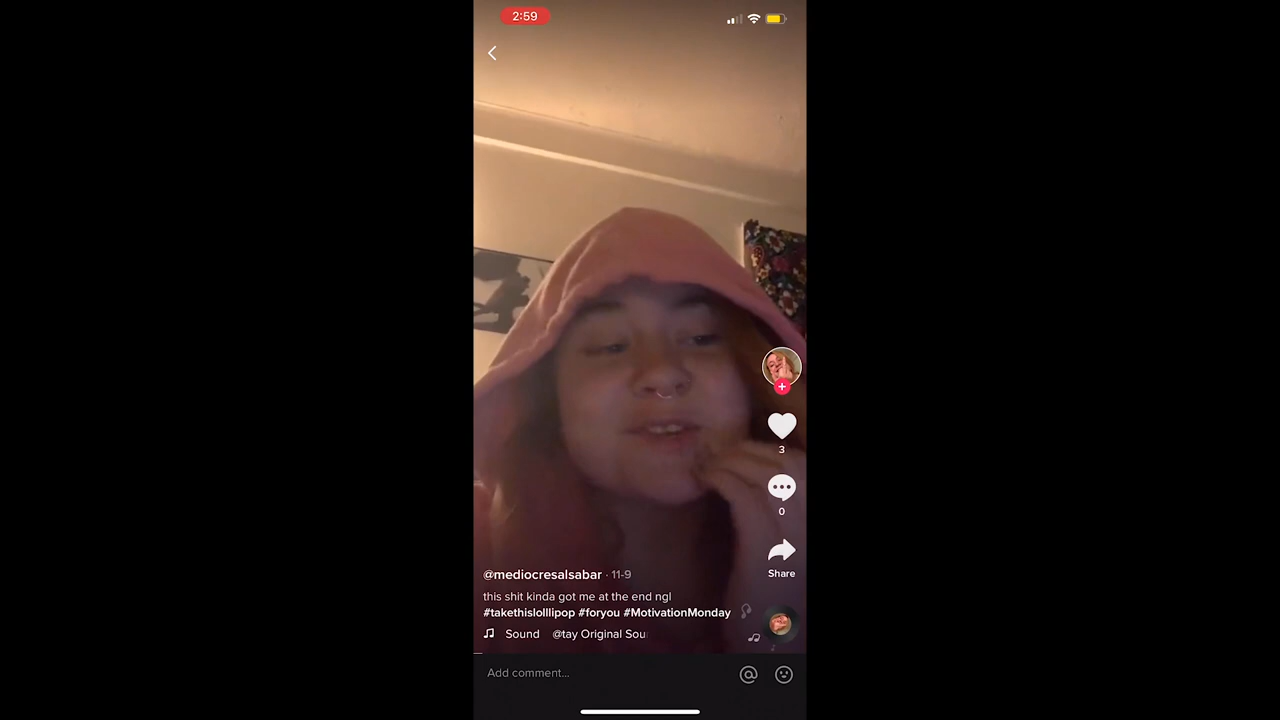 2:59
3
0
Share
@mediocresalsabar · 11-9
this shit kinda got me at the end ngl
#takethislolllipop #foryou #MotivationMonday
Sound @tay Original Sou
Add comment...